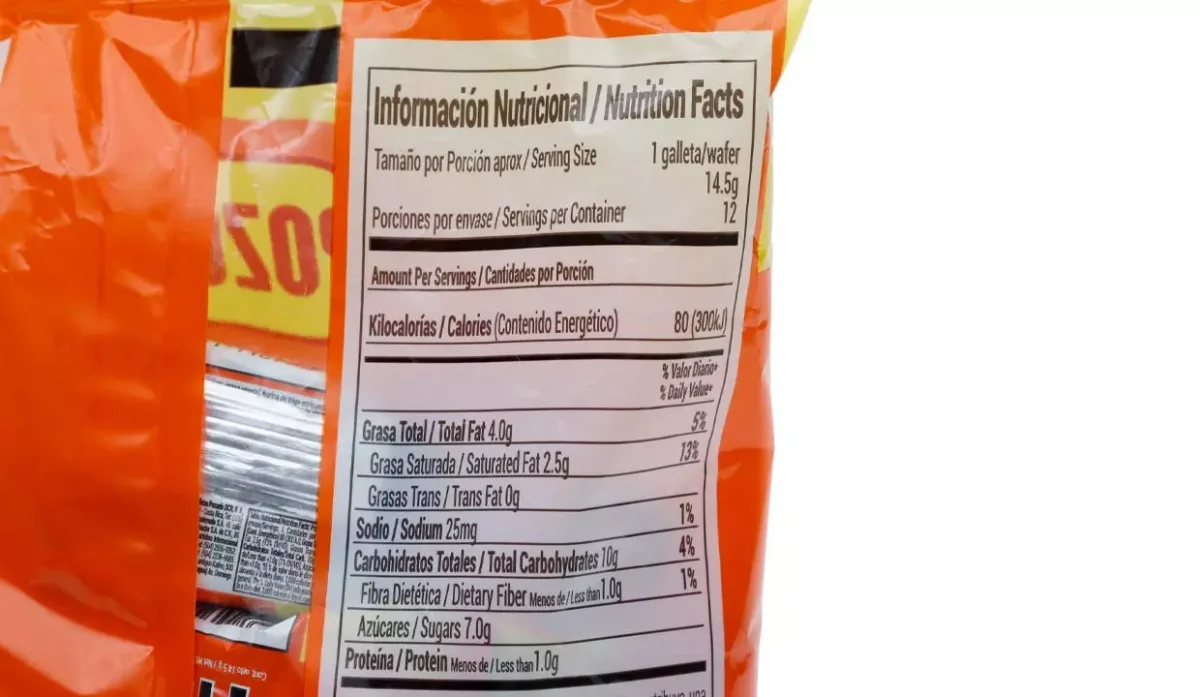 Información Nutricional / Nutrition Facts
Tamaño por Porción aprox / Serving Size 1 galleta/wafer
14.5g
Porciones por envase / Servings per Container 12
Amount Per Servings / Cantidades por Porción
Kilocalorías / Calories (Contenido Energético) 80 (300kJ)
% Valor Diario*
% Daily Value*
Grasa Total / Total Fat 4.0g 5%
Grasa Saturada / Saturated Fat 2.5g 13%
Grasas Trans / Trans Fat 0g
Sodio / Sodium 25mg 1%
Carbohidratos Totales / Total Carbohydrates 10g 4%
Fibra Dietética / Dietary Fiber Menos de / Less than 1.0g 1%
Azúcares / Sugars 7.0g
Proteína / Protein Menos de / Less than 1.0g
POZU